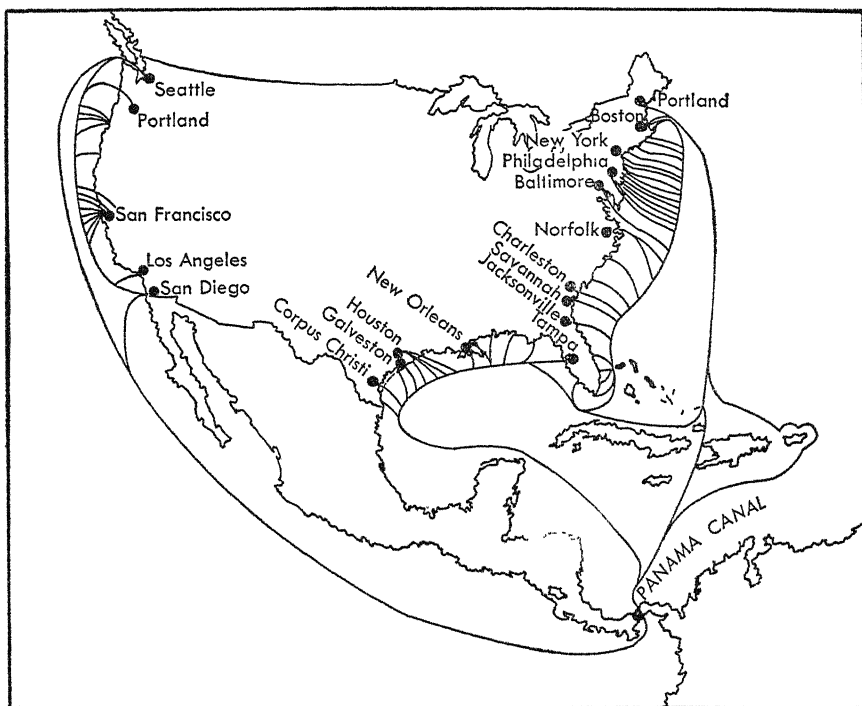 Seattle
Portland
San Francisco
Los Angeles
San Diego
Corpus Christi
Galveston
Houston
New Orleans
Portland
Boston
New York
Philadelphia
Baltimore
Norfolk
Charleston
Savannah
Jacksonville
Tampa
PANAMA CANAL